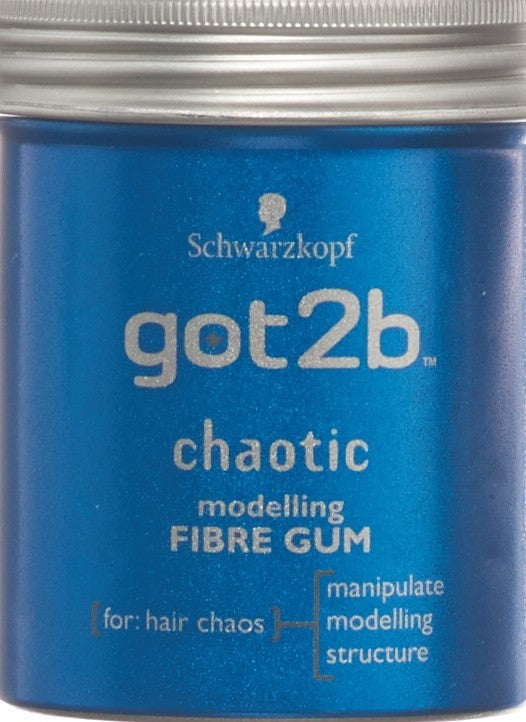 Schwarzkopf
got2b™
chaotic
modelling
FIBRE GUM
[for: hair chaos]
manipulate
modelling
structure